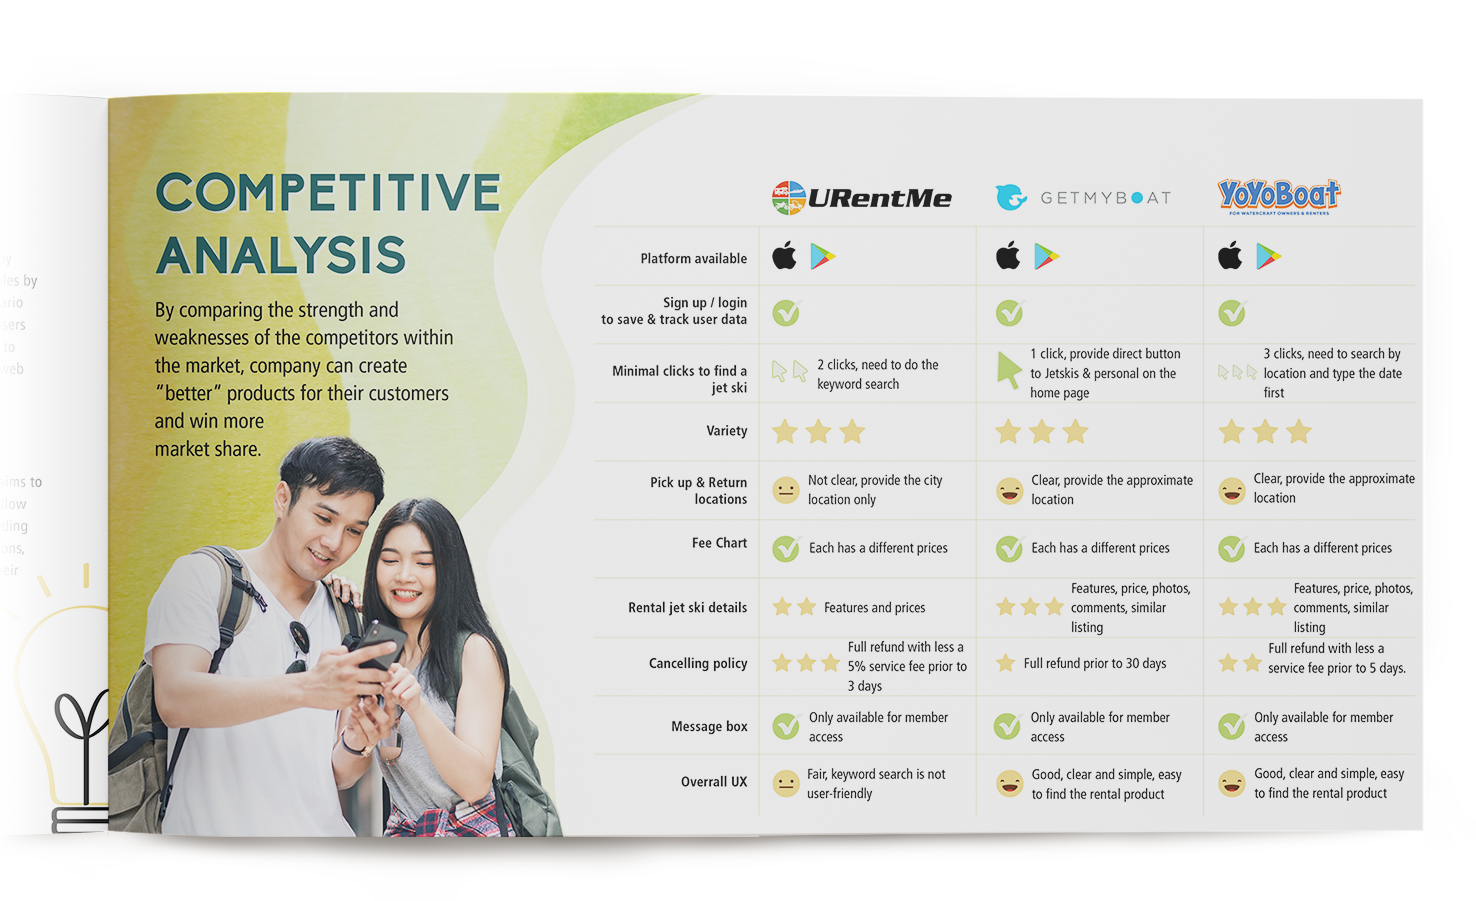 COMPETITIVE
ANALYSIS
By comparing the strength and
weaknesses of the competitors within
the market, company can create
“better” products for their customers
and win more
market share.
URentMe
GETMYBOAT
YoYoBoat
FOR WATERCRAFT OWNERS & RENTERS
Platform available
Sign up / login
to save & track user data
Minimal clicks to find a
jet ski
2 clicks, need to do the
keyword search
1 click, provide direct button
to Jetskis & personal on the
home page
3 clicks, need to search by
location and type the date
first
Variety
Pick up & Return
locations
Not clear, provide the city
location only
Clear, provide the approximate
location
Clear, provide the approximate
location
Fee Chart
Each has a different prices
Each has a different prices
Each has a different prices
Rental jet ski details
Features and prices
Features, price, photos,
comments, similar
listing
Features, price, photos,
comments, similar
listing
Cancelling policy
Full refund with less a
5% service fee prior to
3 days
Full refund prior to 30 days
Full refund with less a
service fee prior to 5 days.
Message box
Only available for member
access
Only available for member
access
Only available for member
access
Overrall UX
Fair, keyword search is not
user-friendly
Good, clear and simple, easy
to find the rental product
Good, clear and simple, easy
to find the rental product
by
to
web
to